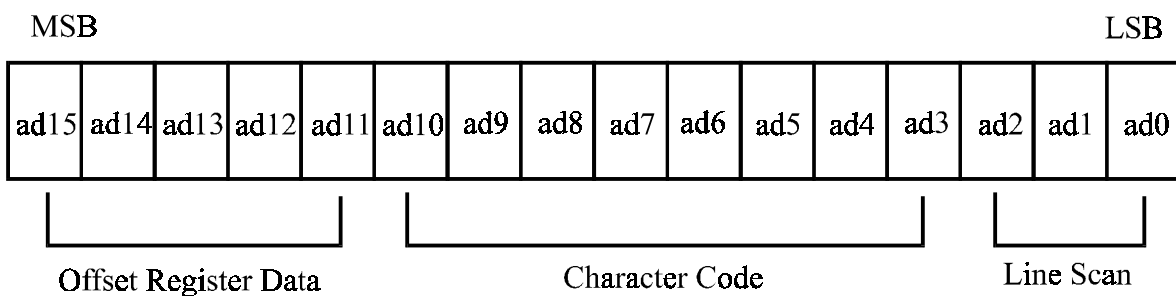 MSB LSB
ad15 ad14 ad13 ad12 ad11 ad10 ad9 ad8 ad7 ad6 ad5 ad4 ad3 ad2 ad1 ad0
Offset Register Data Character Code Line Scan